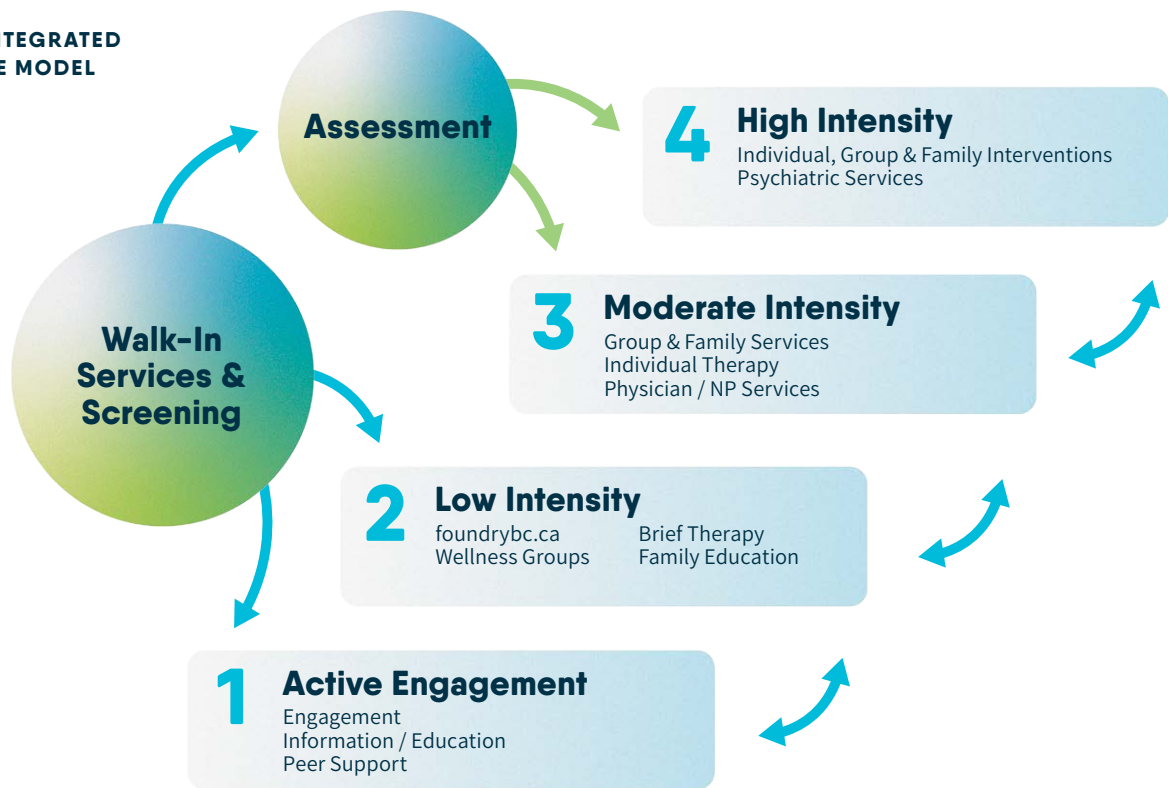 E MODEL
Assessment
4
High Intensity
Individual, Group & Family Interventions
Psychiatric Services
Walk-In
Services &
Screening
3
Moderate Intensity
Group & Family Services
Individual Therapy
Physician / NP Services
2
Low Intensity
foundrybc.ca
Wellness Groups
Brief Therapy
Family Education
1
Active Engagement
Engagement
Information / Education
Peer Support